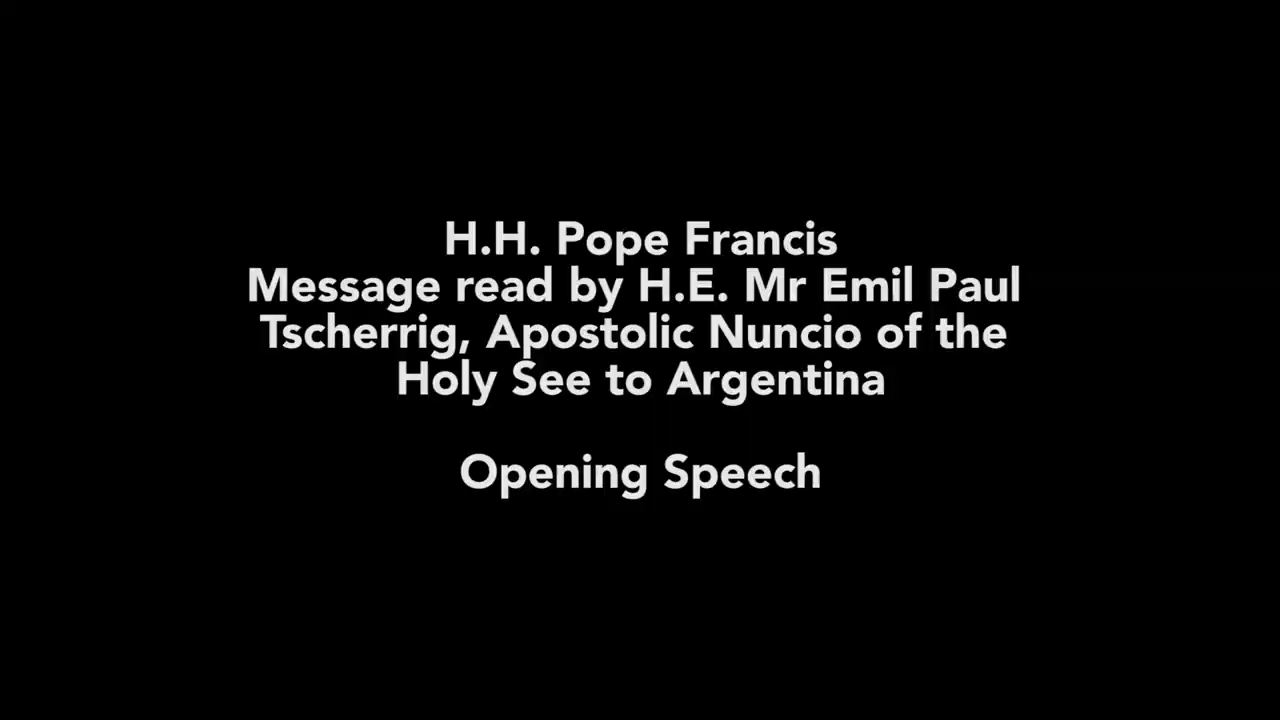 H.H. Pope Francis
Message read by H.E. Mr Emil Paul
Tscherrig, Apostolic Nuncio of the
Holy See to Argentina
Opening Speech